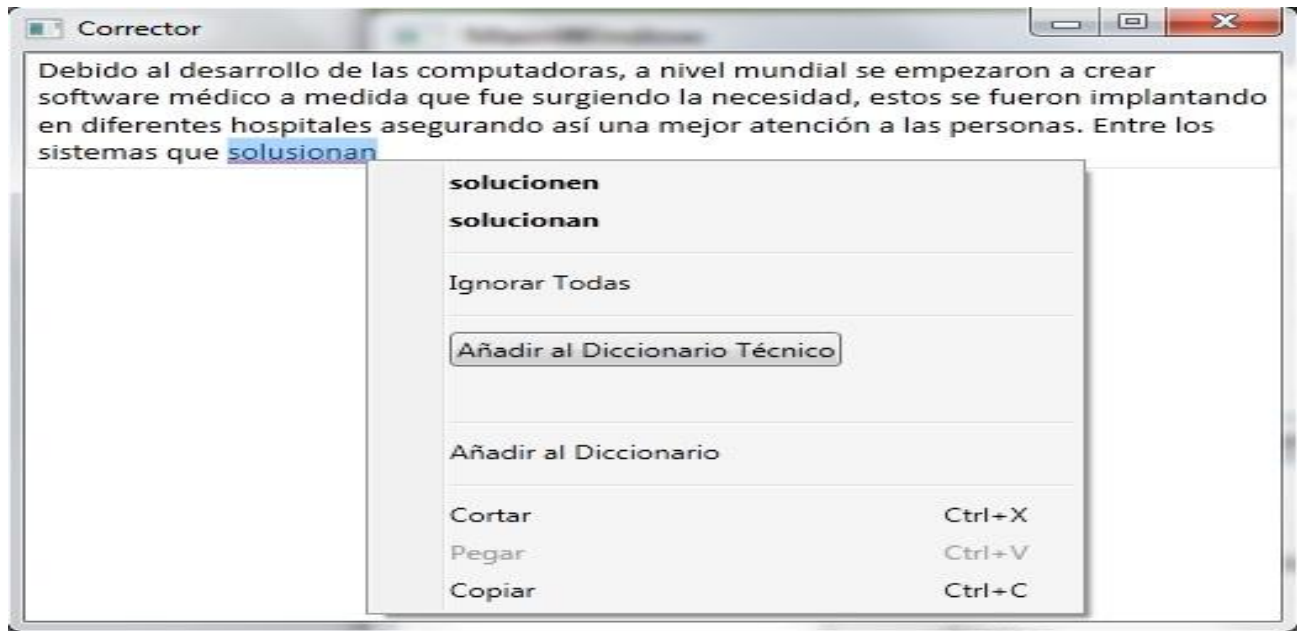 Corrector
Debido al desarrollo de las computadoras, a nivel mundial se empezaron a crear
software médico a medida que fue surgiendo la necesidad, estos se fueron implantando
en diferentes hospitales asegurando así una mejor atención a las personas. Entre los
sistemas que solusionan
solucionen
solucionan
Ignorar Todas
Añadir al Diccionario Técnico
Añadir al Diccionario
Cortar Ctrl+X
Pegar Ctrl+V
Copiar Ctrl+C